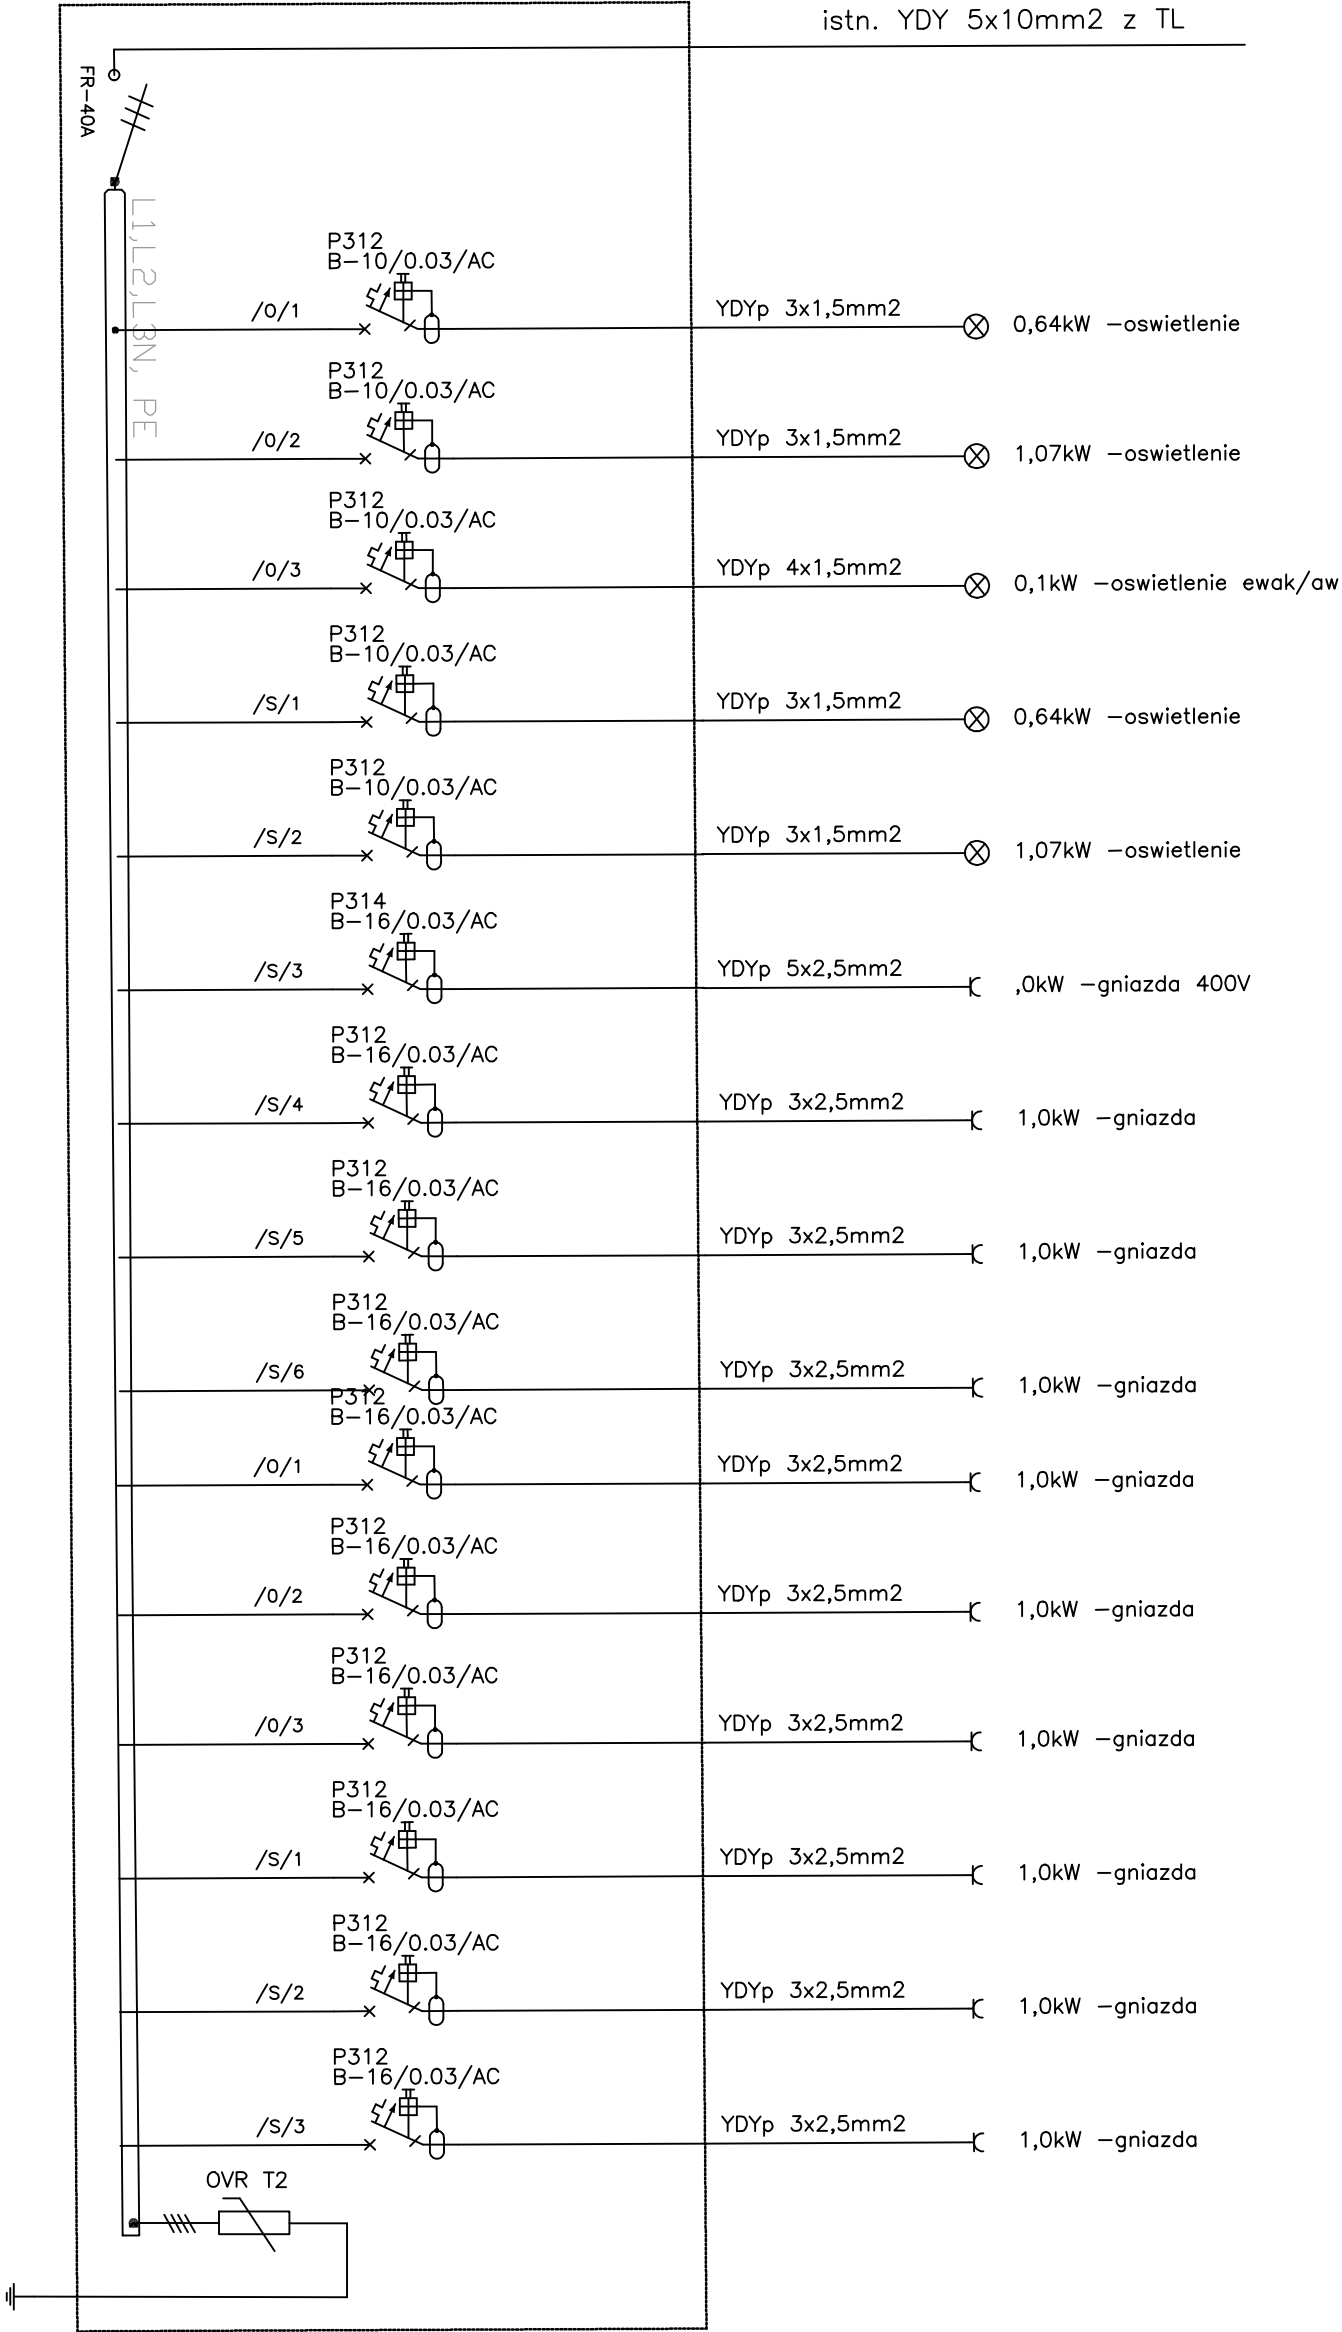 istn. YDY 5x10mm2 z TL
FR-40A
L1,L2,L3N, PE
P312
B-10/0.03/AC
/O/1
YDYp 3x1,5mm2
0,64kW -oswietlenie
P312
B-10/0.03/AC
/O/2
YDYp 3x1,5mm2
1,07kW -oswietlenie
P312
B-10/0.03/AC
/O/3
YDYp 4x1,5mm2
0,1kW -oswietlenie ewak/aw
P312
B-10/0.03/AC
/S/1
YDYp 3x1,5mm2
0,64kW -oswietlenie
P312
B-10/0.03/AC
/S/2
YDYp 3x1,5mm2
1,07kW -oswietlenie
P314
B-16/0.03/AC
/S/3
YDYp 5x2,5mm2
,0kW -gniazda 400V
P312
B-16/0.03/AC
/S/4
YDYp 3x2,5mm2
1,0kW -gniazda
P312
B-16/0.03/AC
/S/5
YDYp 3x2,5mm2
1,0kW -gniazda
P312
B-16/0.03/AC
/S/6
YDYp 3x2,5mm2
1,0kW -gniazda
P312
B-16/0.03/AC
/O/1
YDYp 3x2,5mm2
1,0kW -gniazda
P312
B-16/0.03/AC
/O/2
YDYp 3x2,5mm2
1,0kW -gniazda
P312
B-16/0.03/AC
/O/3
YDYp 3x2,5mm2
1,0kW -gniazda
P312
B-16/0.03/AC
/S/1
YDYp 3x2,5mm2
1,0kW -gniazda
P312
B-16/0.03/AC
/S/2
YDYp 3x2,5mm2
1,0kW -gniazda
P312
B-16/0.03/AC
/S/3
YDYp 3x2,5mm2
1,0kW -gniazda
OVR T2